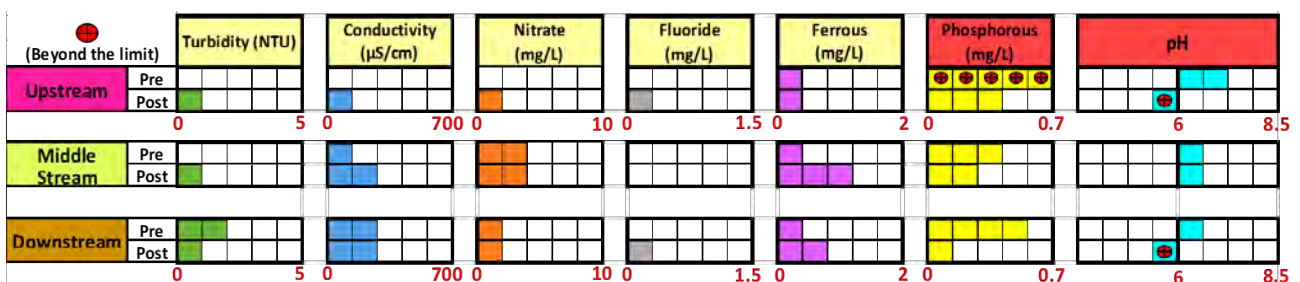 (Beyond the limit)
Turbidity (NTU)
Conductivity
(µS/cm)
Nitrate
(mg/L)
Fluoride
(mg/L)
Ferrous
(mg/L)
Phosphorous
(mg/L)
pH
Upstream
Pre
Post
0 5 0 700 0 10 0 1.5 0 2 0 0.7 6 8.5
Middle
Stream
Pre
Post
Downstream
Pre
Post
0 5 0 700 0 10 0 1.5 0 2 0 0.7 6 8.5